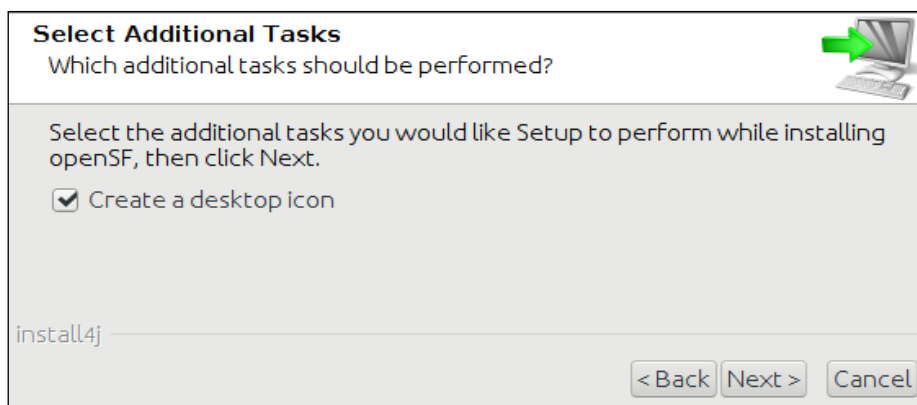 Select Additional Tasks
Which additional tasks should be performed?
Select the additional tasks you would like Setup to perform while installing
openSF, then click Next.
Create a desktop icon
install4j
< Back Next > Cancel